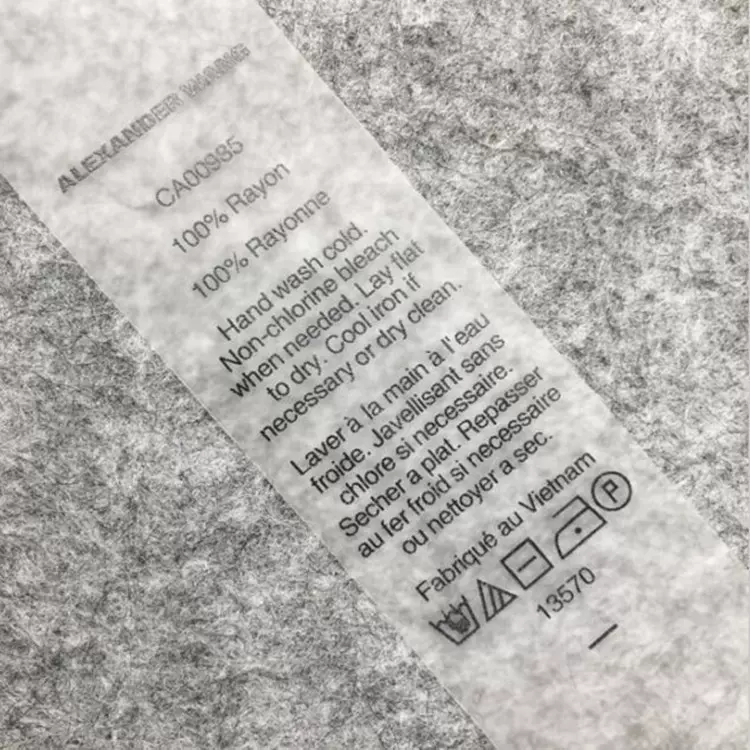 ALEXANDER WANG
CA00985
100% Rayon
100% Rayonne
Hand wash cold.
Non-chlorine bleach
when needed. Lay flat
to dry. Cool iron if
necessary or dry clean.
Laver à la main à l'eau
froide. Javellisant sans
chlore si necessaire.
Secher a plat. Repasser
au fer froid si necessaire
ou nettoyer a sec.
Fabriqué au Vietnam
P
13570